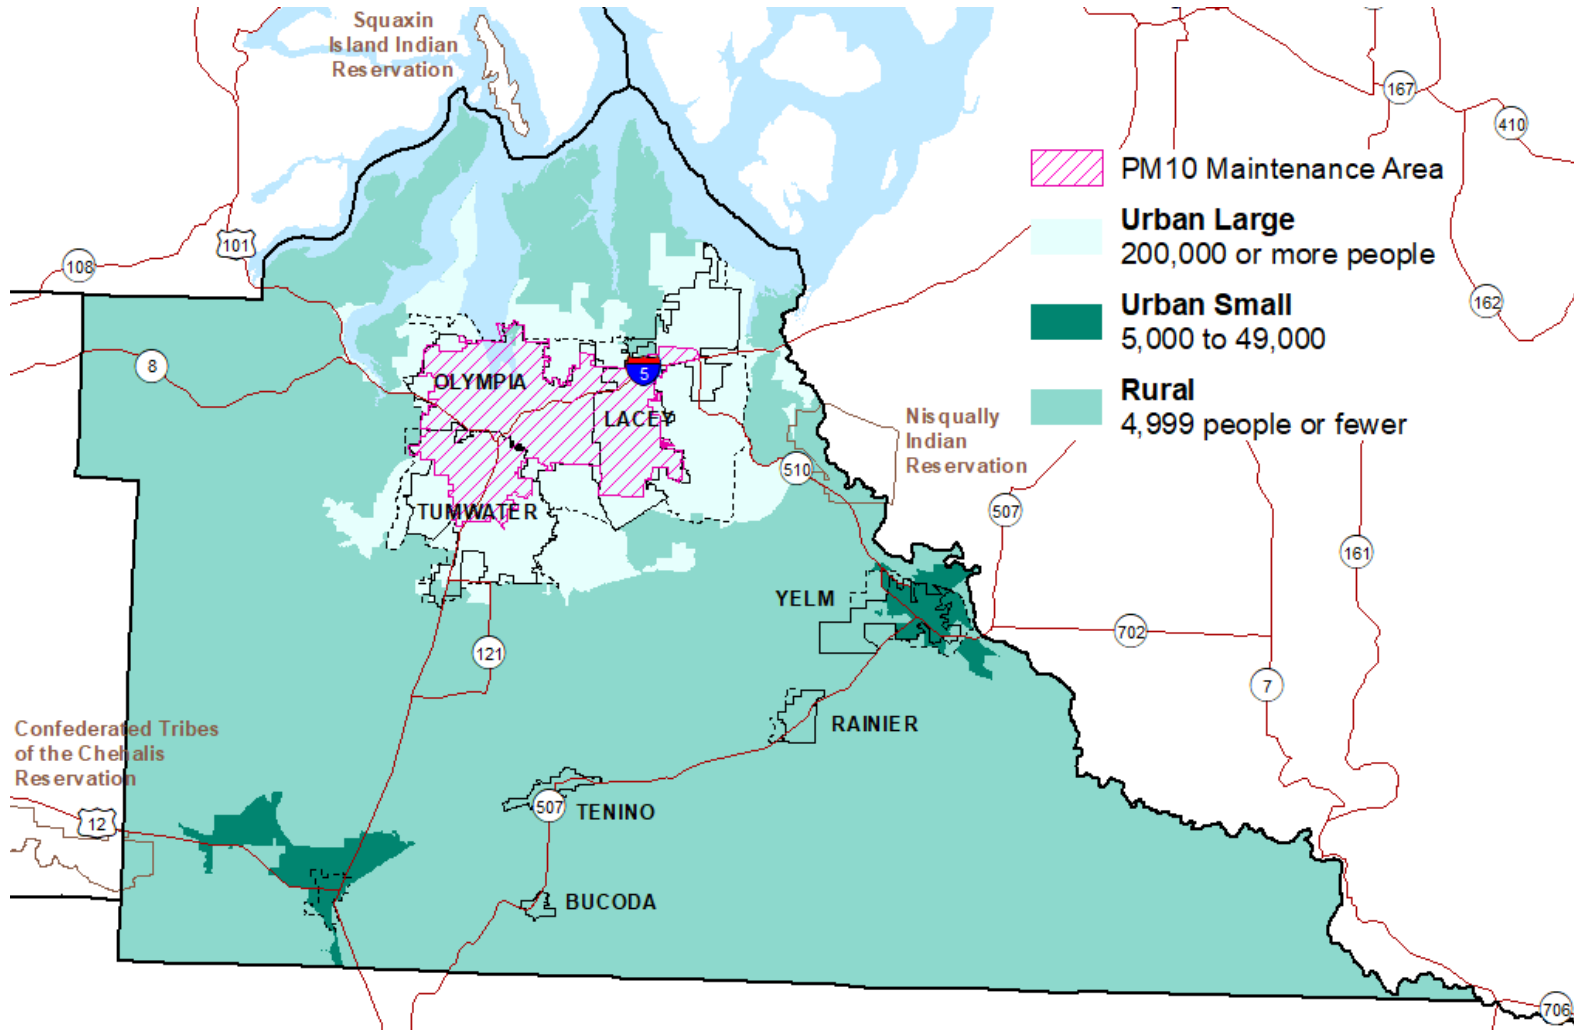 Squaxin
Island Indian
Reservation
167
410
PM10 Maintenance Area
Urban Large
200,000 or more people
101
108
162
Urban Small
5,000 to 49,000
8
5
OLYMPIA
Rural
4,999 people or fewer
LACEY
Nisqually
Indian
Reservation
510
507
TUMWATER
161
YELM
702
121
7
RAINIER
Confederated Tribes
of the Chehalis
Reservation
12
507
TENINO
BUCODA
706